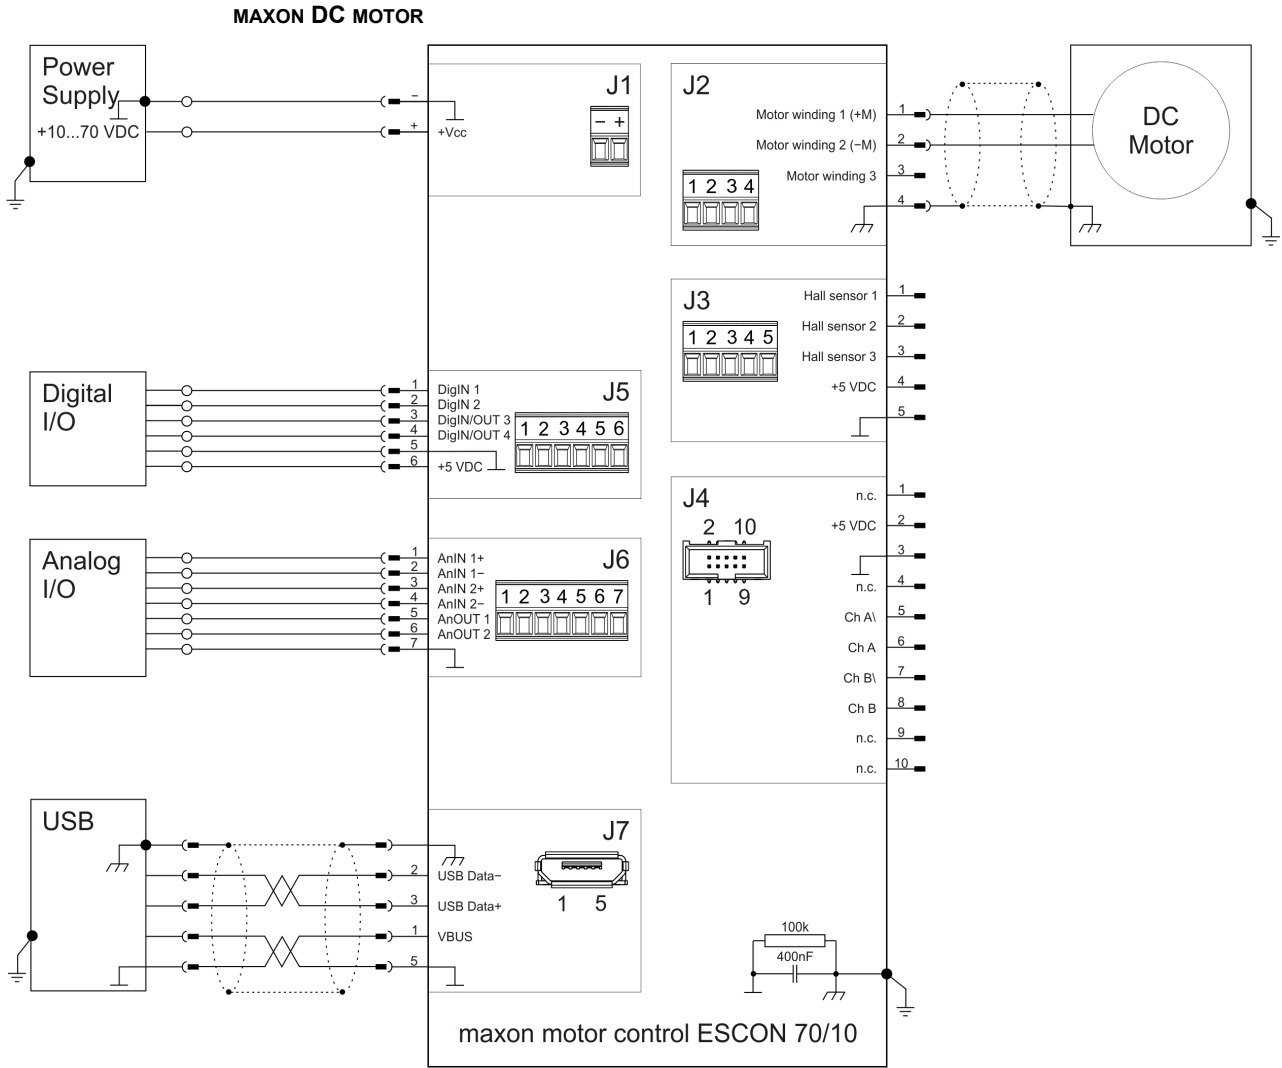 MAXON DC MOTOR
Power
Supply
+10...70 VDC
−
+
+Vcc
J1
− +
J2
Motor winding 1 (+M)
1
Motor winding 2 (−M)
2
Motor winding 3
3
4
1 2 3 4
DC
Motor
J3
1 2 3 4 5
Hall sensor 1
1
Hall sensor 2
2
Hall sensor 3
3
+5 VDC
4
5
Digital
I/O
1
DigIN 1
2
DigIN 2
3
DigIN/OUT 3
4
DigIN/OUT 4
5
6
+5 VDC
J5
1 2 3 4 5 6
J4
2 10
1 9
n.c.
1
+5 VDC
2
3
n.c.
4
Ch A\
5
Ch A
6
Ch B\
7
Ch B
8
n.c.
9
n.c.
10
Analog
I/O
1
AnIN 1+
2
AnIN 1−
3
AnIN 2+
4
AnIN 2−
5
AnOUT 1
6
AnOUT 2
7
J6
1 2 3 4 5 6 7
USB
2
USB Data−
3
USB Data+
1
VBUS
5
J7
1 5
100k
400nF
maxon motor control ESCON 70/10